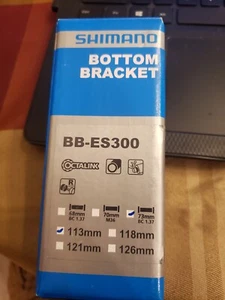 SHIMANO
BOTTOM
BRACKET
BB-ES300
OCTALINK
68mm 70mm 73mm
BC 1.37 M36 BC 1.37
113mm 118mm
121mm 126mm